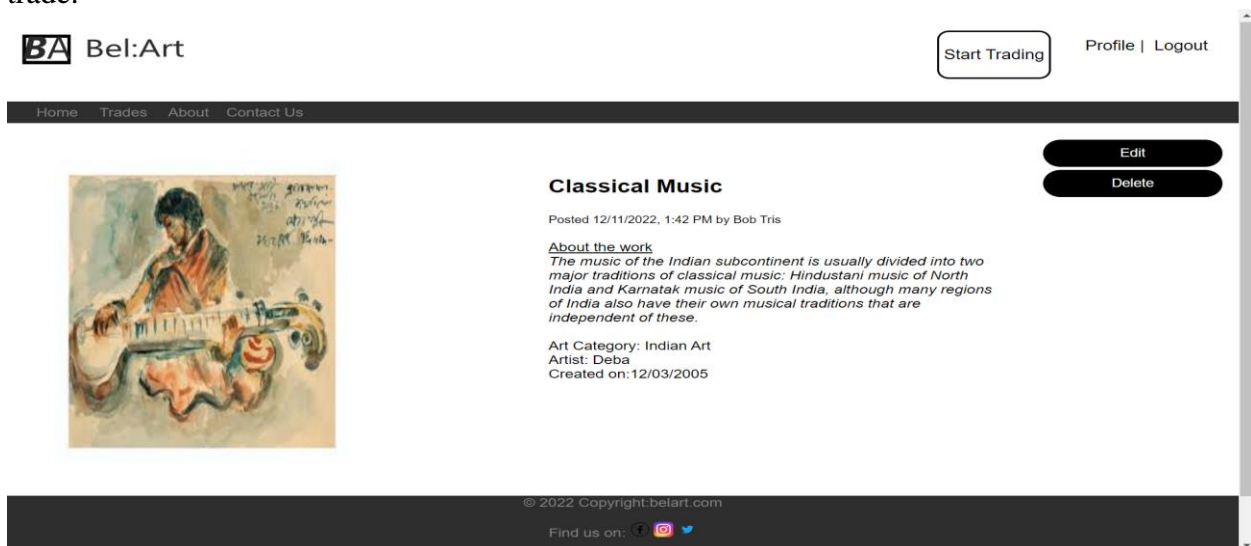 trade.
BA Bel:Art
Start Trading
Profile | Logout
Home Trades About Contact Us
Edit
Delete
Classical Music
Posted 12/11/2022, 1:42 PM by Bob Tris
About the work
The music of the Indian subcontinent is usually divided into two
major traditions of classical music: Hindustani music of North
India and Karnatak music of South India, although many regions
of India also have their own musical traditions that are
independent of these.
Art Category: Indian Art
Artist: Deba
Created on:12/03/2005
© 2022 Copyright:belart.com
Find us on: